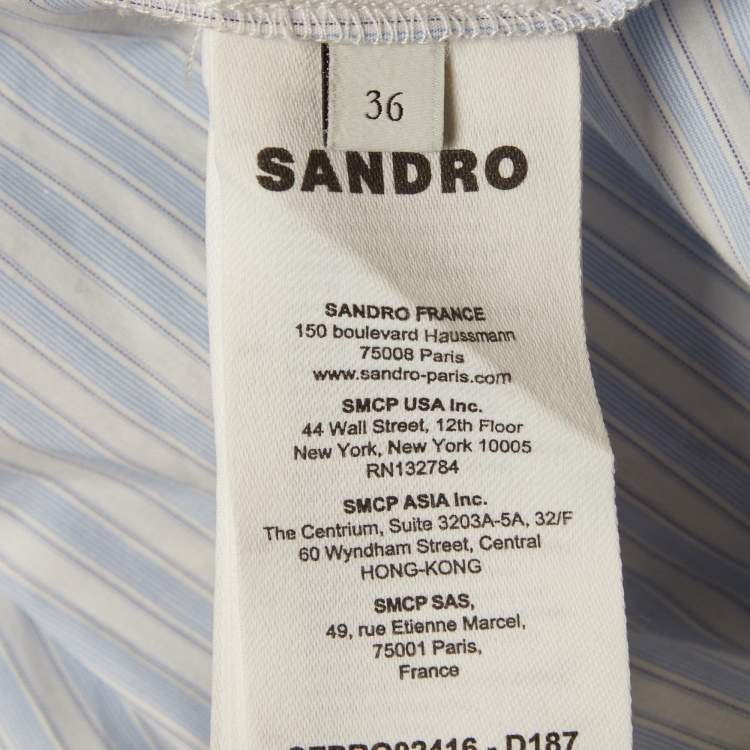 36
SANDRO
SANDRO FRANCE
150 boulevard Haussmann
75008 Paris
www.sandro-paris.com
SMCP USA Inc.
44 Wall Street, 12th Floor
New York, New York 10005
RN132784
SMCP ASIA Inc.
The Centrium, Suite 3203A-5A, 32/F
60 Wyndham Street, Central
HONG-KONG
SMCP SAS,
49, rue Etienne Marcel,
75001 Paris,
France
- D187